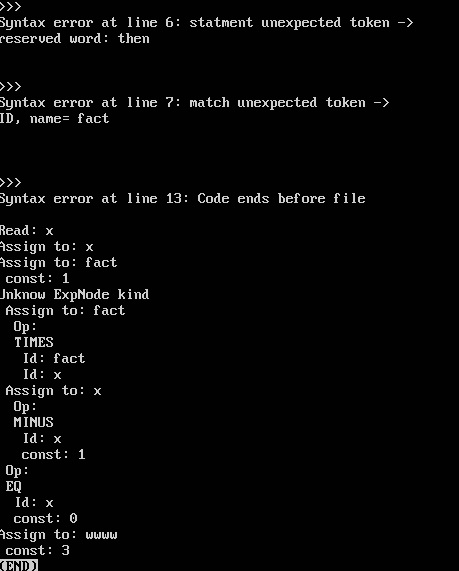 >>>
Syntax error at line 6: statment unexpected token ->
reserved word: then
>>>
Syntax error at line 7: match unexpected token ->
ID, name= fact
>>>
Syntax error at line 13: Code ends before file
Read: x
Assign to: x
Assign to: fact
const: 1
Unknow ExpNode kind
Assign to: fact
Op:
TIMES
Id: fact
Id: x
Assign to: x
Op:
MINUS
Id: x
const: 1
Op:
EQ
Id: x
const: 0
Assign to: wwww
const: 3
(END)